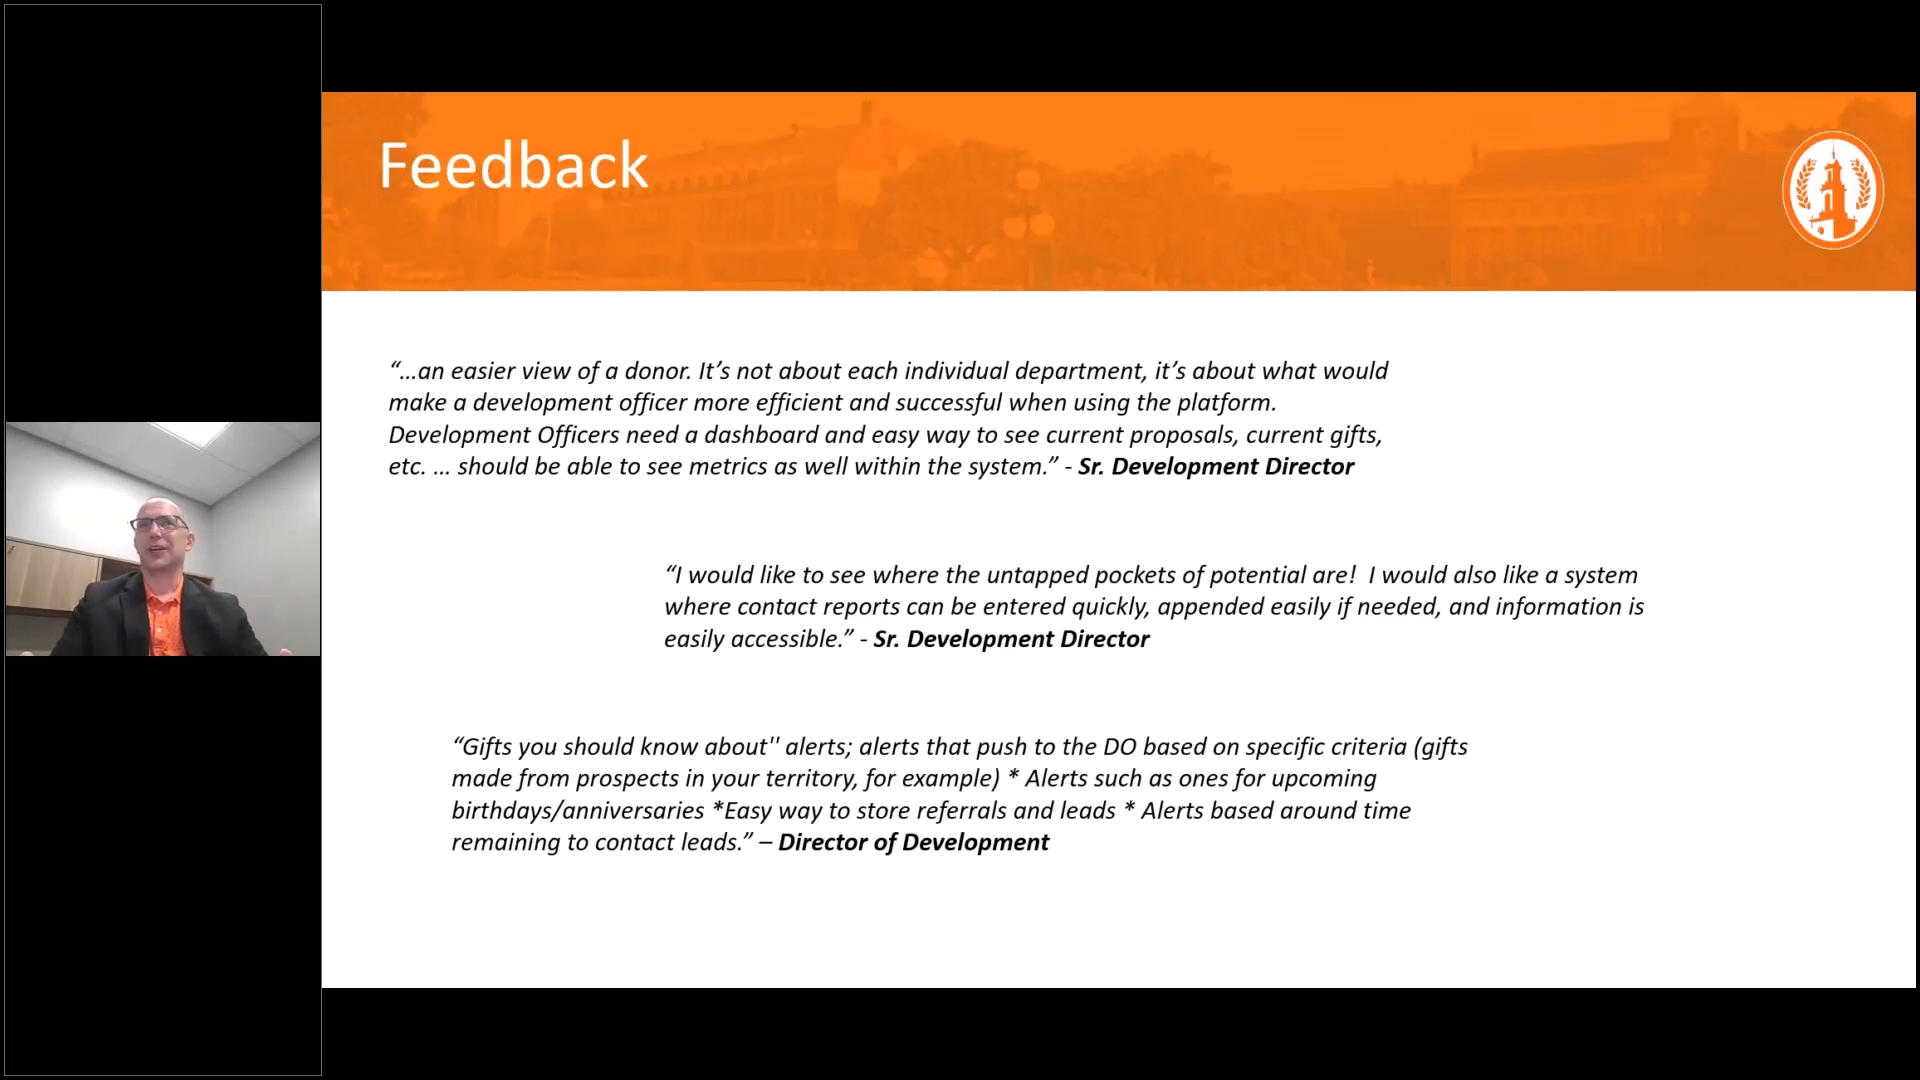 Feedback
“...an easier view of a donor. It’s not about each individual department, it’s about what would
make a development officer more efficient and successful when using the platform.
Development Officers need a dashboard and easy way to see current proposals, current gifts,
etc. ... should be able to see metrics as well within the system.” - Sr. Development Director
“I would like to see where the untapped pockets of potential are!  I would also like a system
where contact reports can be entered quickly, appended easily if needed, and information is
easily accessible.” - Sr. Development Director
“Gifts you should know about'' alerts; alerts that push to the DO based on specific criteria (gifts
made from prospects in your territory, for example) * Alerts such as ones for upcoming
birthdays/anniversaries *Easy way to store referrals and leads * Alerts based around time
remaining to contact leads.” – Director of Development